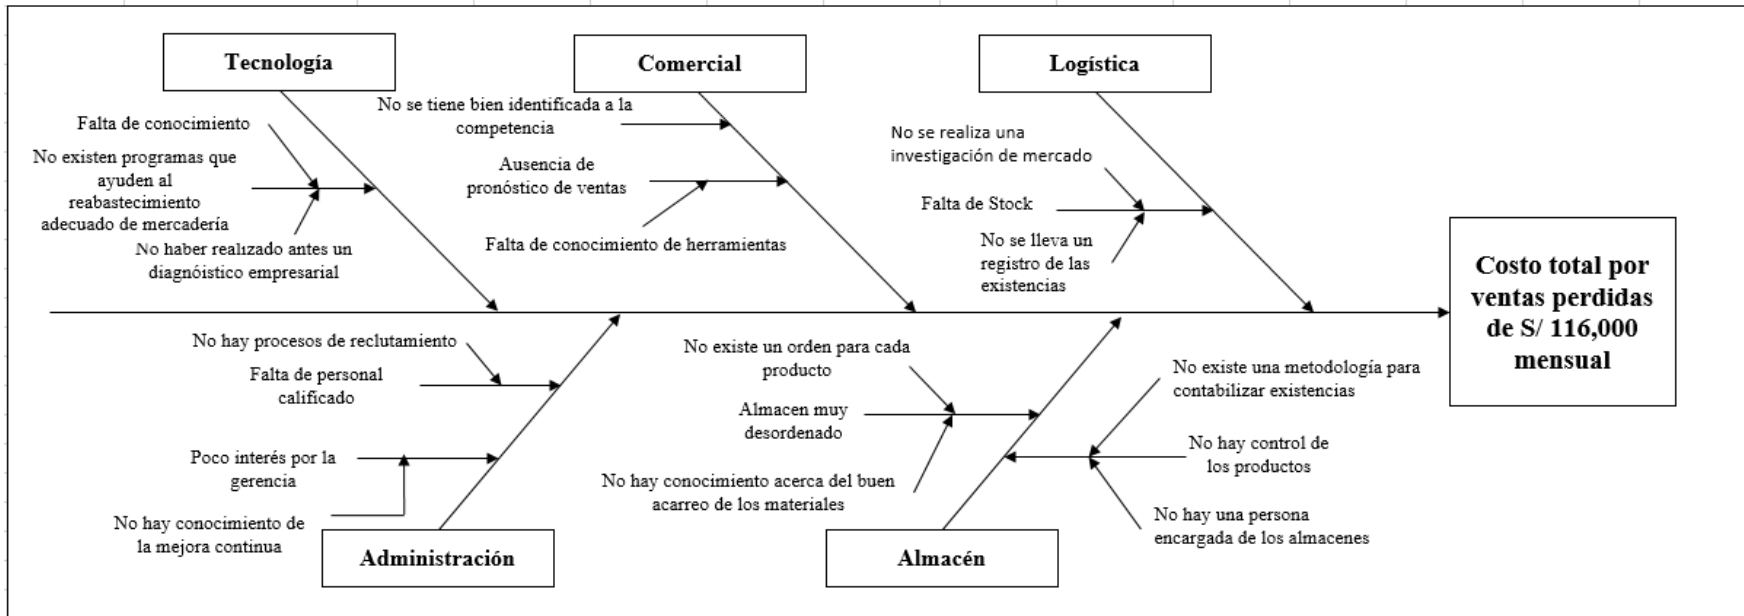 Tecnología
Comercial
Logística
Falta de conocimiento
No existen programas que
ayuden al
reabastecimiento
adecuado de mercadería
No haber realizado antes un
diagnóistico empresarial
No se tiene bien identificada a la
competencia
Ausencia de
pronóstico de ventas
Falta de conocimiento de herramientas
No se realiza una
investigación de mercado
Falta de Stock
No se lleva un
registro de las
existencias
Costo total por
ventas perdidas
de S/ 116,000
mensual
No hay procesos de reclutamiento
Falta de personal
calificado
Poco interés por la
gerencia
No hay conocimiento de
la mejora continua
Administración
No existe un orden para cada
producto
Almacen muy
desordenado
No hay conocimiento acerca del buen
acarreo de los materiales
No existe una metodología para
contabilizar existencias
No hay control de
los productos
No hay una persona
encargada de los almacenes
Almacén